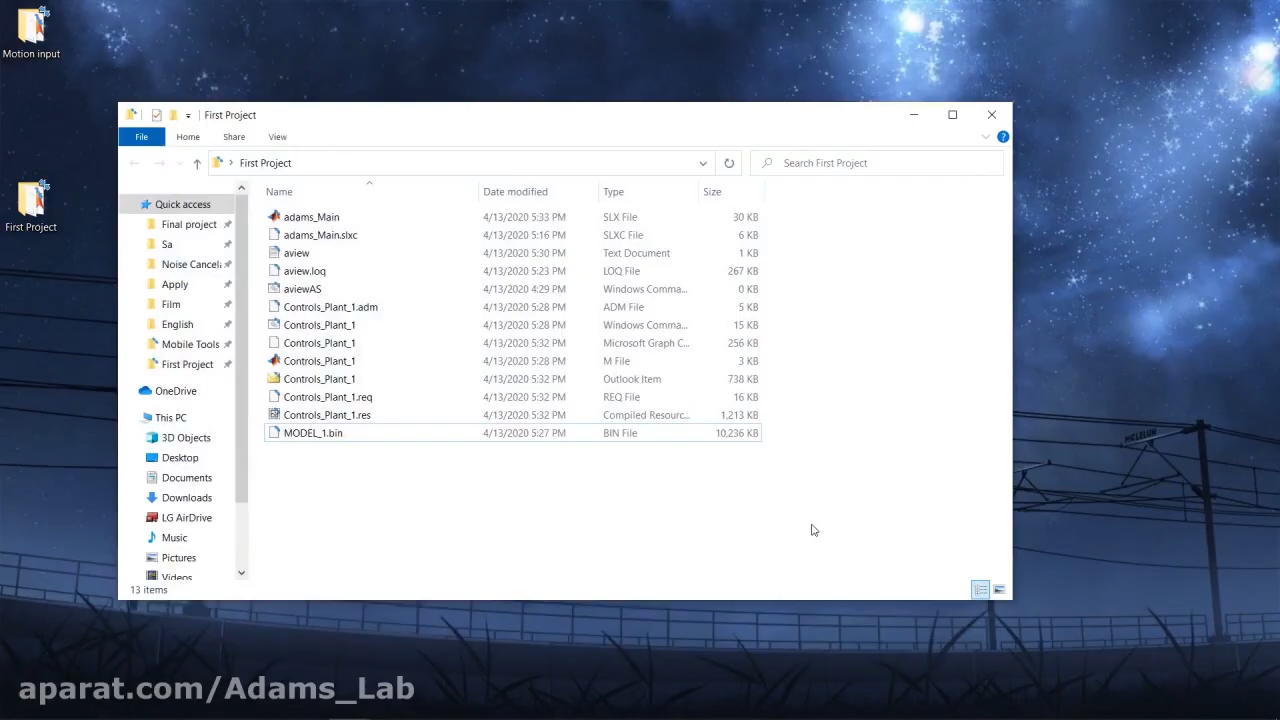 Motion input
First Project
First Project
File Home Share View
First Project
Search First Project
Name Date modified Type Size
Quick access
Final project
Sa
Noise Cancel
Apply
Film
English
Mobile Tools
First Project
OneDrive
This PC
3D Objects
Desktop
Documents
Downloads
LG AirDrive
Music
Pictures
Videos
adams_Main 4/13/2020 5:33 PM SLX File 30 KB
adams_Main.slxc 4/13/2020 5:16 PM SLXC File 6 KB
aview 4/13/2020 5:30 PM Text Document 1 KB
aview.loq 4/13/2020 5:23 PM LOQ File 267 KB
aviewAS 4/13/2020 4:29 PM Windows Comma... 0 KB
Controls_Plant_1.adm 4/13/2020 5:28 PM ADM File 5 KB
Controls_Plant_1 4/13/2020 5:28 PM Windows Comma... 15 KB
Controls_Plant_1 4/13/2020 5:32 PM Microsoft Graph C... 256 KB
Controls_Plant_1 4/13/2020 5:28 PM M File 3 KB
Controls_Plant_1 4/13/2020 5:32 PM Outlook Item 738 KB
Controls_Plant_1.req 4/13/2020 5:32 PM REQ File 16 KB
Controls_Plant_1.res 4/13/2020 5:32 PM Compiled Resourc... 1,213 KB
MODEL_1.bin 4/13/2020 5:27 PM BIN File 10,236 KB
13 items
aparat.com/Adams_Lab